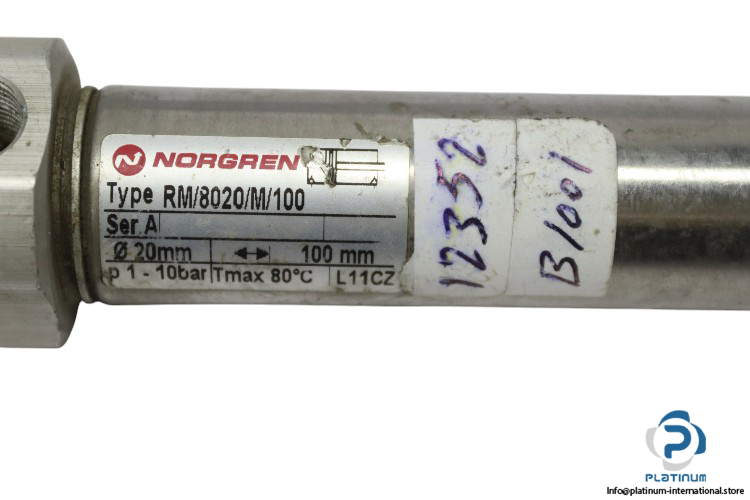 NORGREN
Type RM/8020/M/100
Ser. A
Ø 20mm ↔ 100 mm
p 1 - 10bar Tmax 80°C L11CZ
12352
B1001
PLATINUM
Info@platinum-international.store